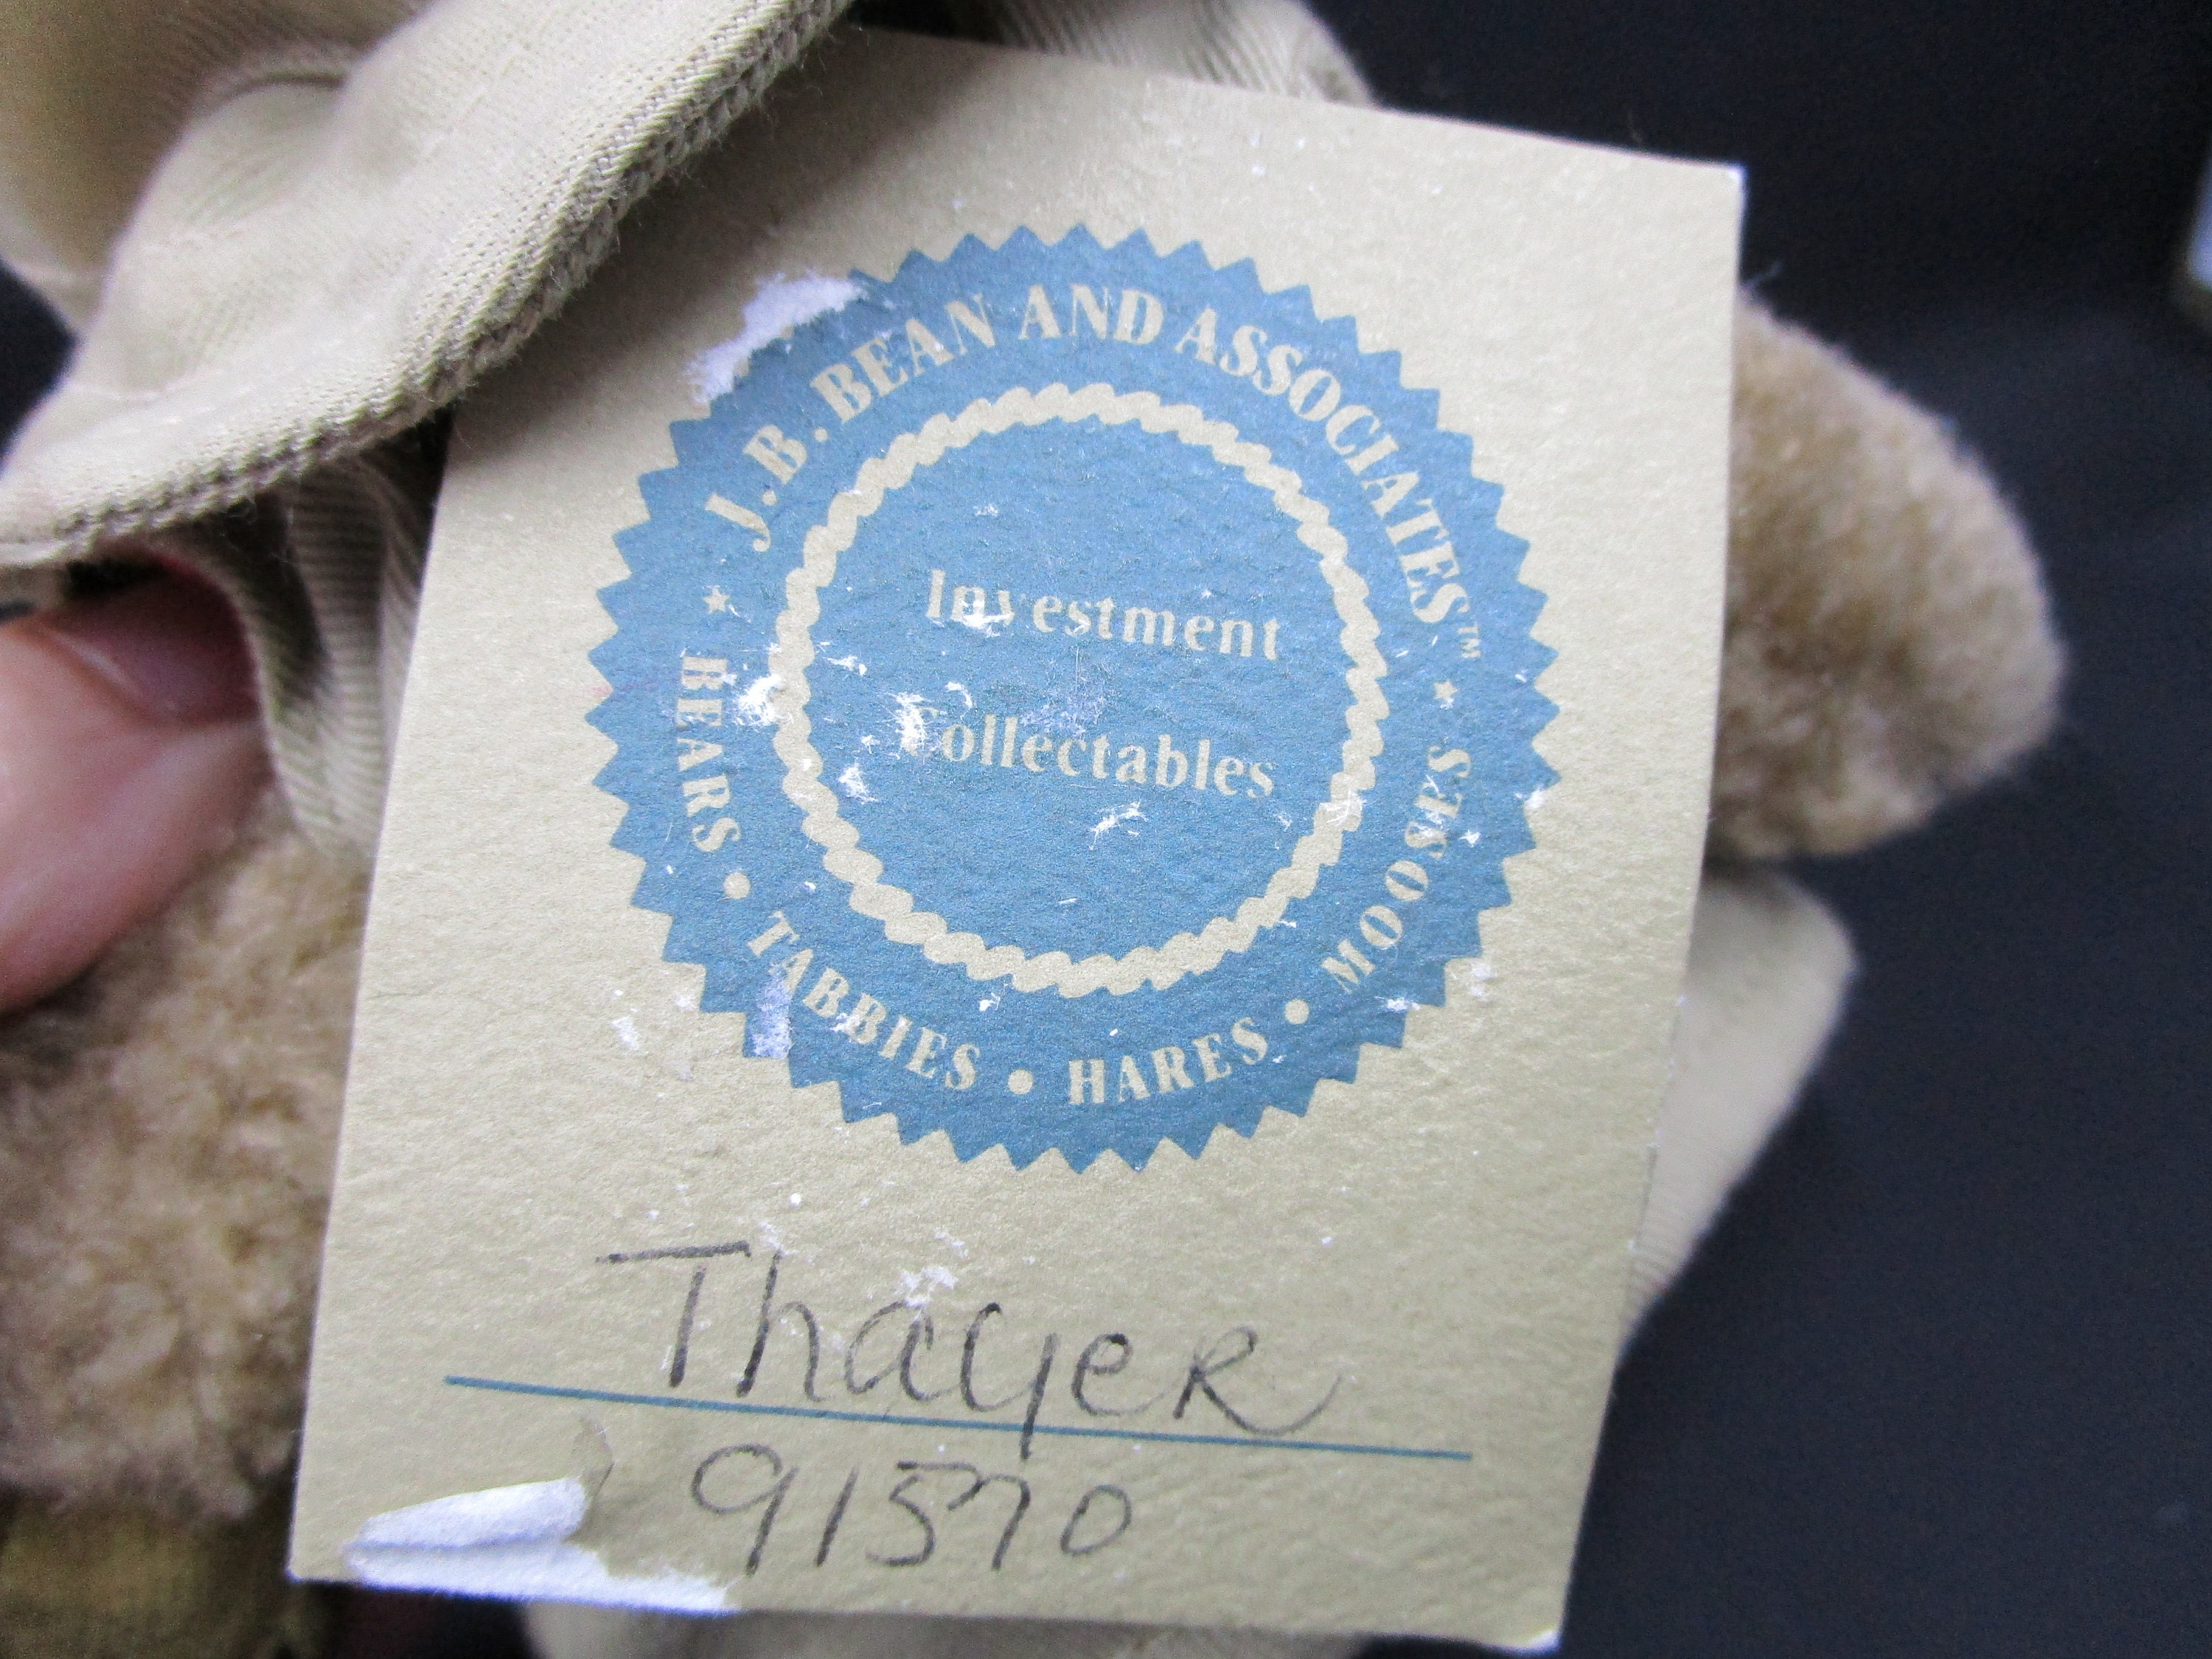 J.B. BEAN AND ASSOCIATES™
★ BEARS • TABBIES • HARES • MOOSES ★
Investment
Collectables
Thayer
91570